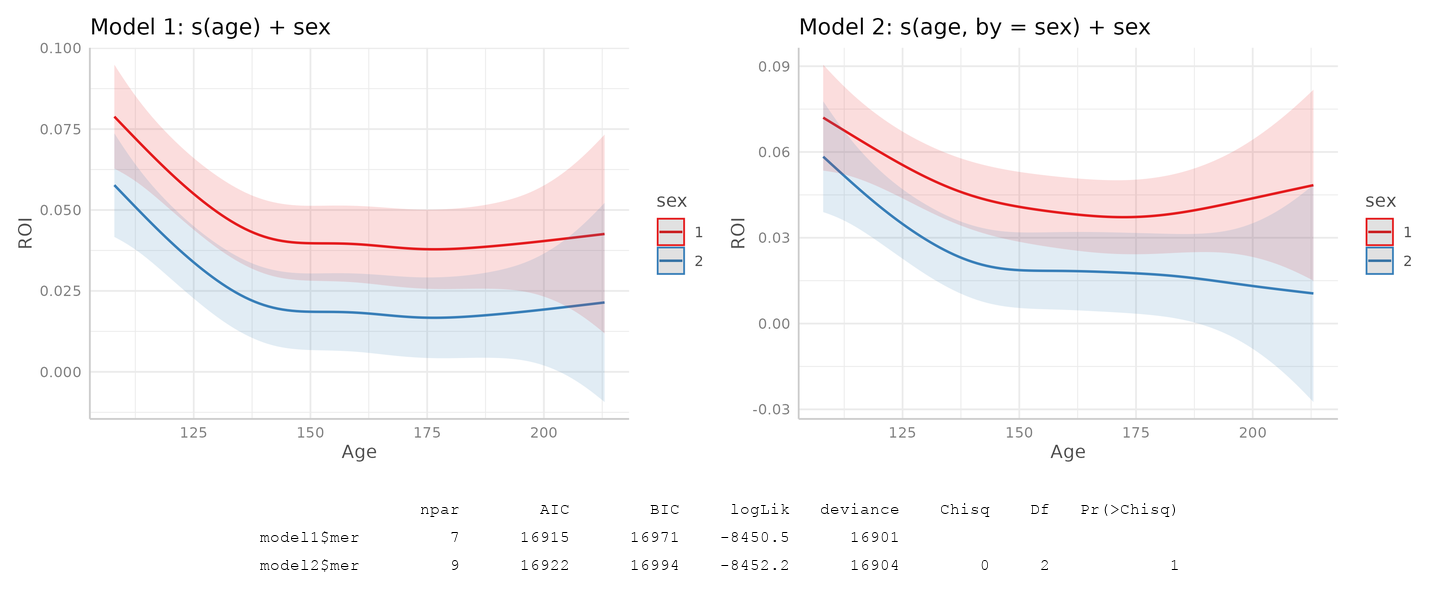 Model 1: s(age) + sex
0.100
0.075
0.050
0.025
0.000
ROI
125 150 175 200
Age
sex
1
2
Model 2: s(age, by = sex) + sex
0.09
0.06
0.03
0.00
-0.03
ROI
125 150 175 200
Age
sex
1
2
npar AIC BIC logLik deviance Chisq Df Pr(>Chisq)
model1$mer 7 16915 16971 -8450.5 16901
model2$mer 9 16922 16994 -8452.2 16904 0 2 1